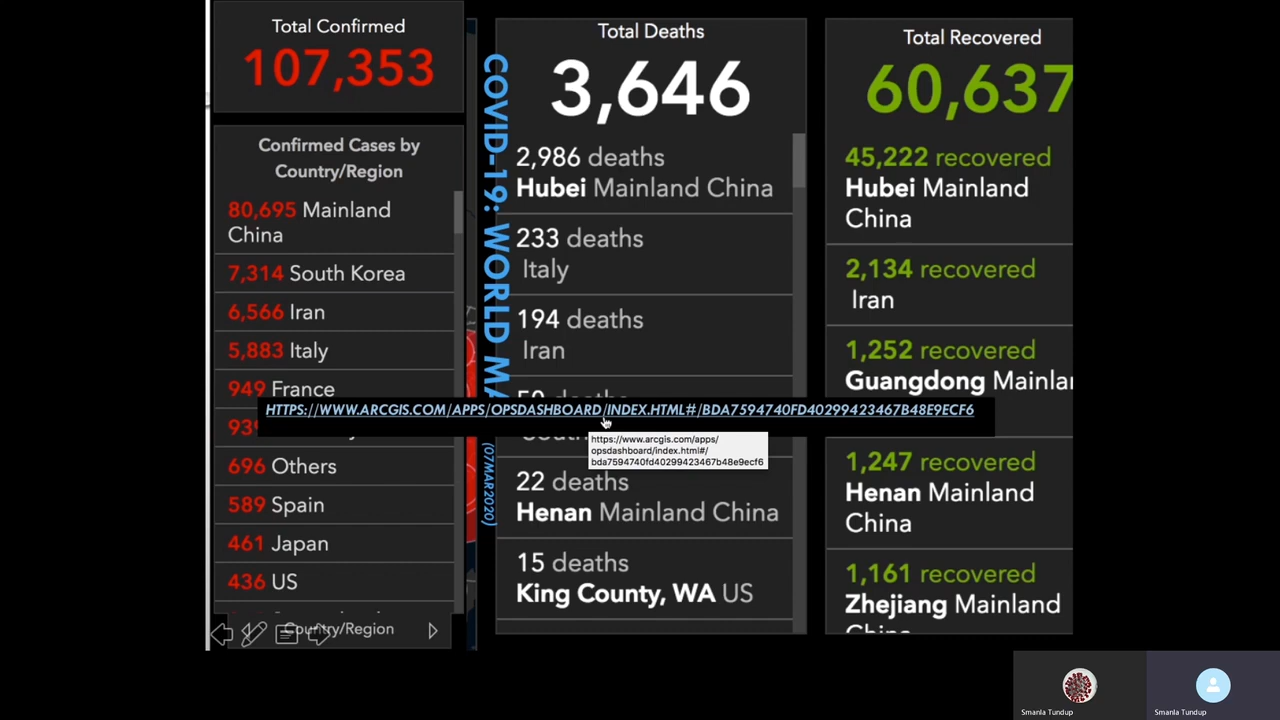 Total Confirmed
107,353
Confirmed Cases by
Country/Region
80,695 Mainland
China
7,314 South Korea
6,566 Iran
5,883 Italy
949 France
696 Others
589 Spain
461 Japan
436 US
Country/Region
COVID-19: WORLD
(07MAR2020)
Total Deaths
3,646
2,986 deaths
Hubei Mainland China
233 deaths
Italy
194 deaths
Iran
HTTPS://WWW.ARCGIS.COM/APPS/OPSDASHBOARD/INDEX.HTML#/BDA7594740FD40299423467B48E9ECF6
https://www.arcgis.com/apps/
opsdashboard/index.html#/
bda7594740fd40299423467b48e9ecf6
22 deaths
Henan Mainland China
15 deaths
King County, WA US
Total Recovered
60,637
45,222 recovered
Hubei Mainland
China
2,134 recovered
Iran
1,252 recovered
Guangdong
1,247 recovered
Henan Mainland
China
1,161 recovered
Zhejiang Mainland
China
Smanla Tundup
Smanla Tundup